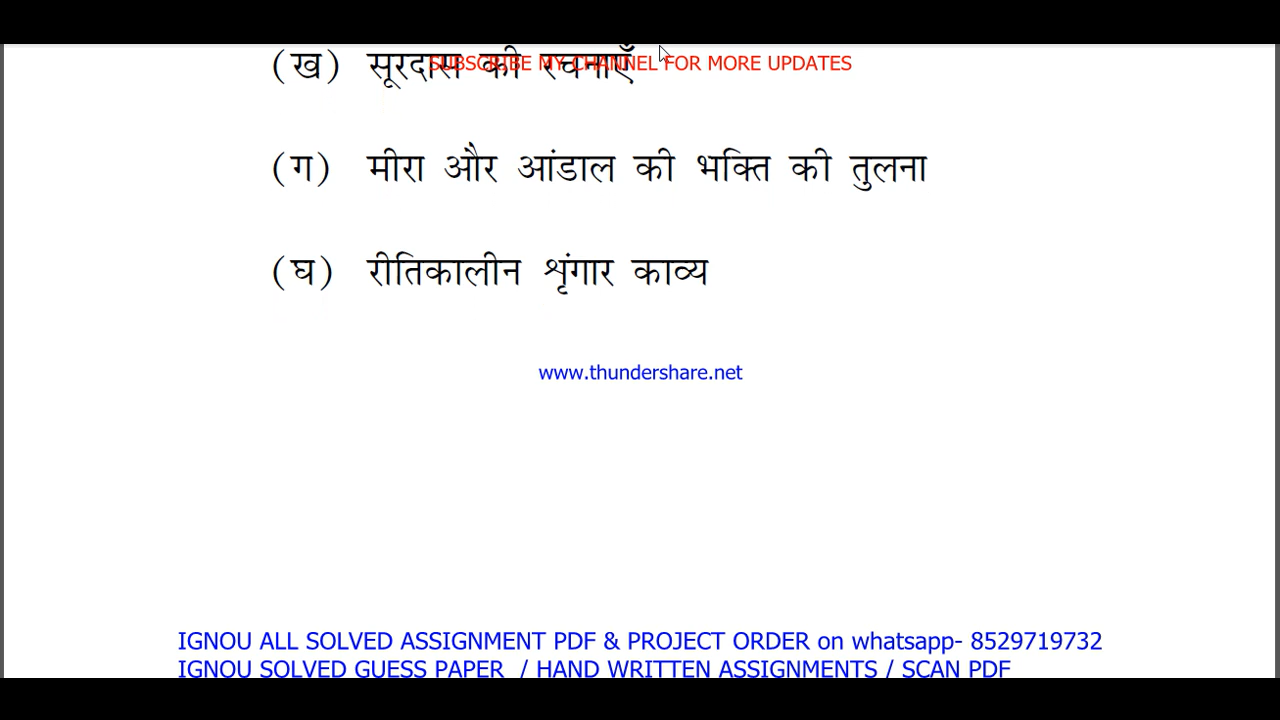 (ख) सूरदास की रचनाएँ
SUBSCRIBE MY CHANNEL FOR MORE UPDATES
(ग) मीरा और आंडाल की भक्ति की तुलना
(घ) रीतिकालीन शृंगार काव्य
www.thundershare.net
IGNOU ALL SOLVED ASSIGNMENT PDF & PROJECT ORDER on whatsapp- 8529719732
IGNOU SOLVED GUESS PAPER / HAND WRITTEN ASSIGNMENTS / SCAN PDF